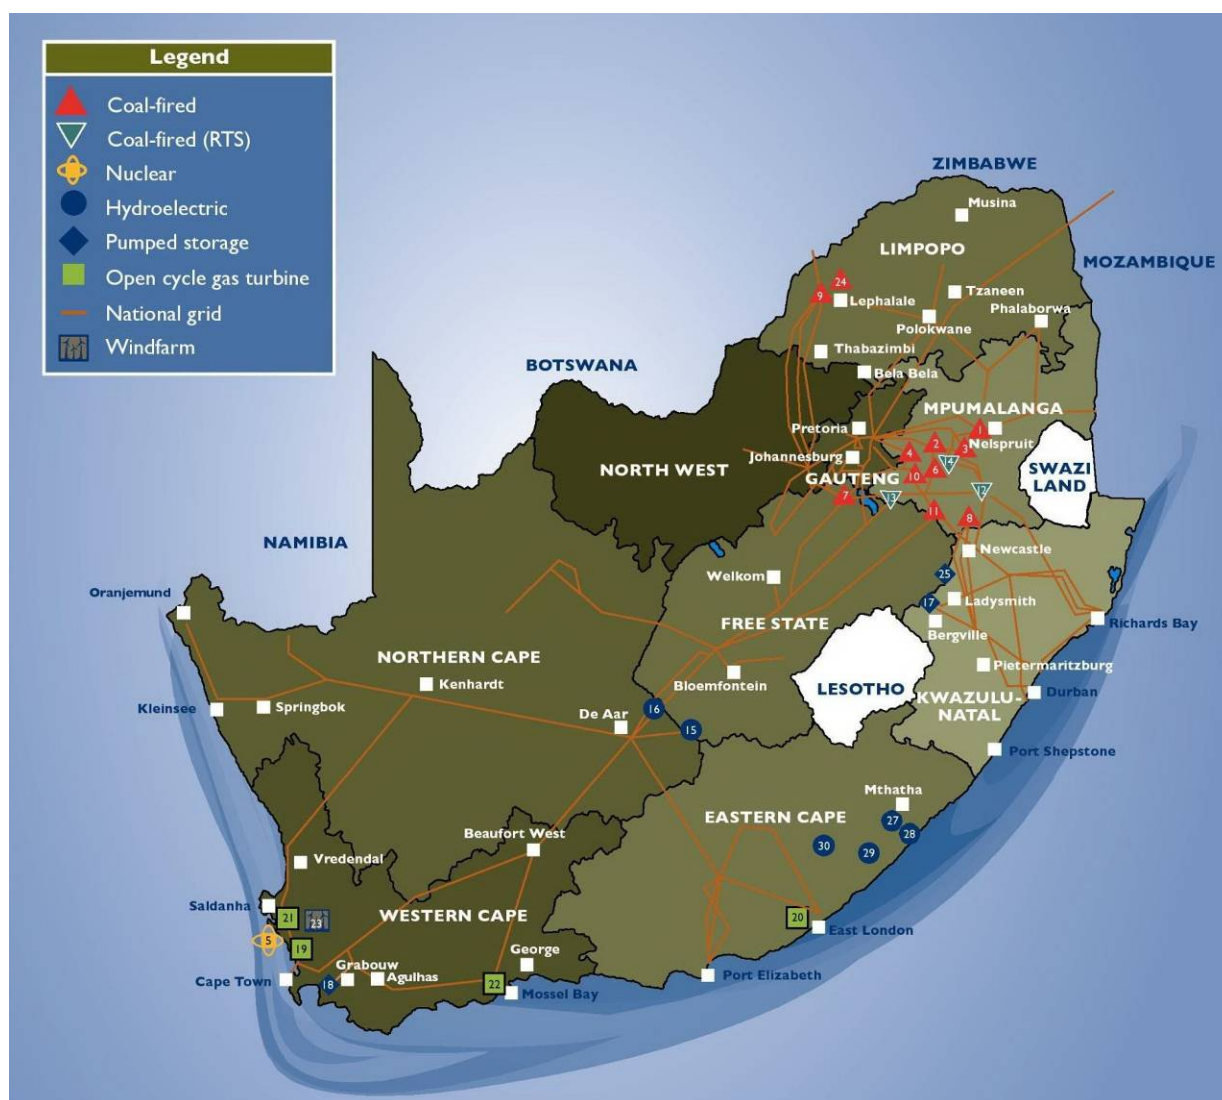 Legend
Coal-fired
Coal-fired (RTS)
Nuclear
Hydroelectric
Pumped storage
Open cycle gas turbine
National grid
Windfarm
ZIMBABWE
Musina
LIMPOPO
MOZAMBIQUE
24
9
Lephalale
Tzaneen
Phalaborwa
Polokwane
Thabazimbi
BOTSWANA
Bela Bela
MPUMALANGA
Pretoria
1
2
3
Nelspruit
4
Johannesburg
14
6
NORTH WEST
GAUTENG
10
SWAZI
LAND
7
13
12
11
8
NAMIBIA
Newcastle
Welkom
25
Oranjemund
17
Ladysmith
Bergville
Richards Bay
FREE STATE
NORTHERN CAPE
Pietermaritzburg
Kenhardt
Bloemfontein
LESOTHO
KWAZULU-
NATAL
Durban
Kleinsee
Springbok
De Aar
16
15
Port Shepstone
Mthatha
EASTERN CAPE
27
28
30
29
Beaufort West
Vredendal
Saldanha
21
23
WESTERN CAPE
20
East London
5
19
George
Cape Town
Grabouw
18
Agulhas
22
Mossel Bay
Port Elizabeth